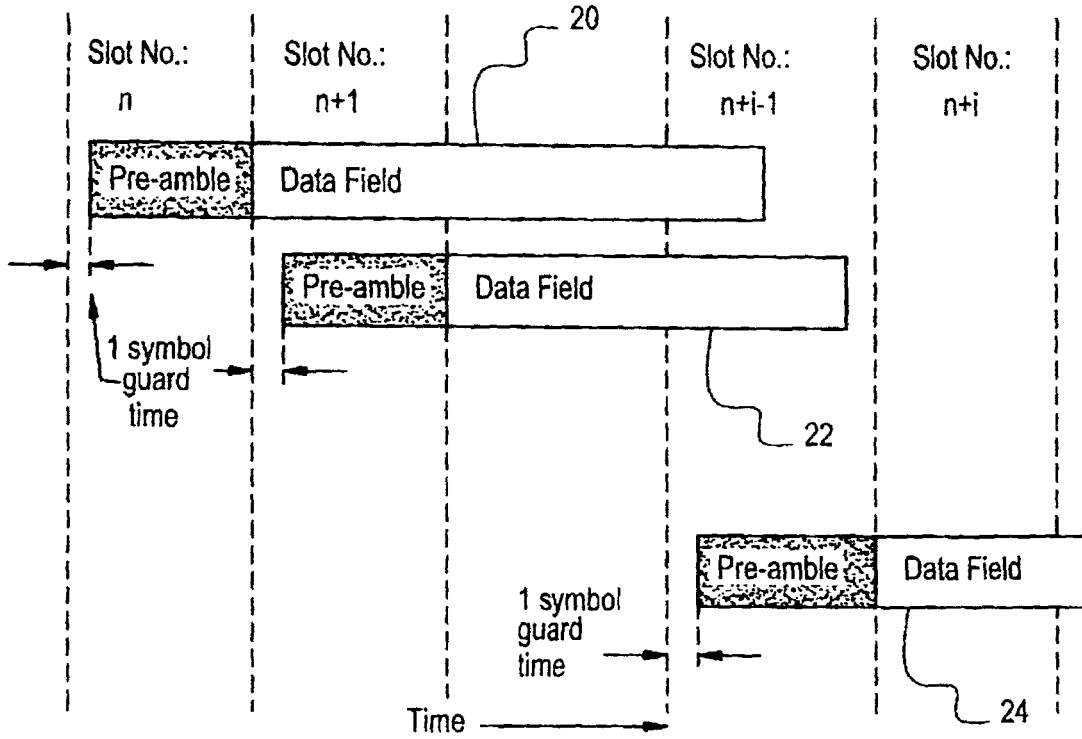 20
Slot No.:
n
Slot No.:
n+1
Slot No.:
n+i-1
Slot No.:
n+i
Pre-amble
Data Field
Pre-amble
Data Field
1 symbol
guard
time
22
Pre-amble
Data Field
1 symbol
guard
time
24
Time